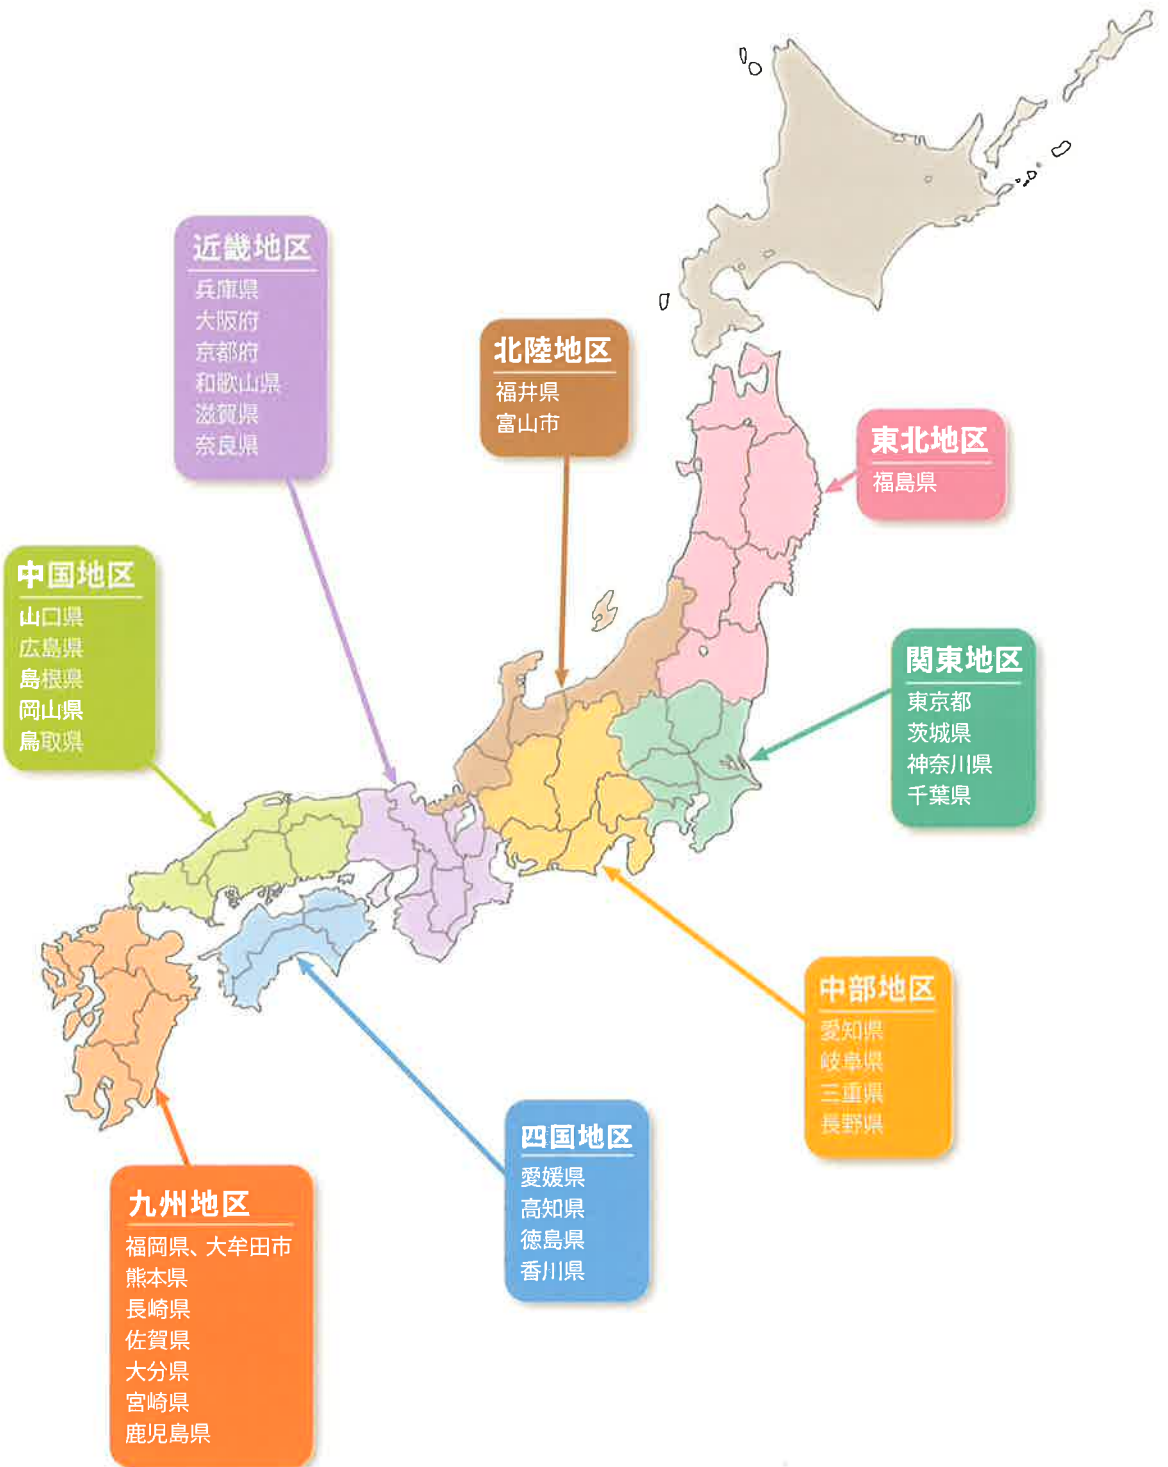 近畿地区
兵庫県
大阪府
京都府
和歌山県
滋賀県
奈良県
北陸地区
福井県
富山市
東北地区
福島県
中国地区
山口県
広島県
島根県
岡山県
鳥取県
関東地区
東京都
茨城県
神奈川県
千葉県
中部地区
愛知県
岐阜県
三重県
長野県
四国地区
愛媛県
高知県
徳島県
香川県
九州地区
福岡県、大牟田市
熊本県
長崎県
佐賀県
大分県
宮崎県
鹿児島県